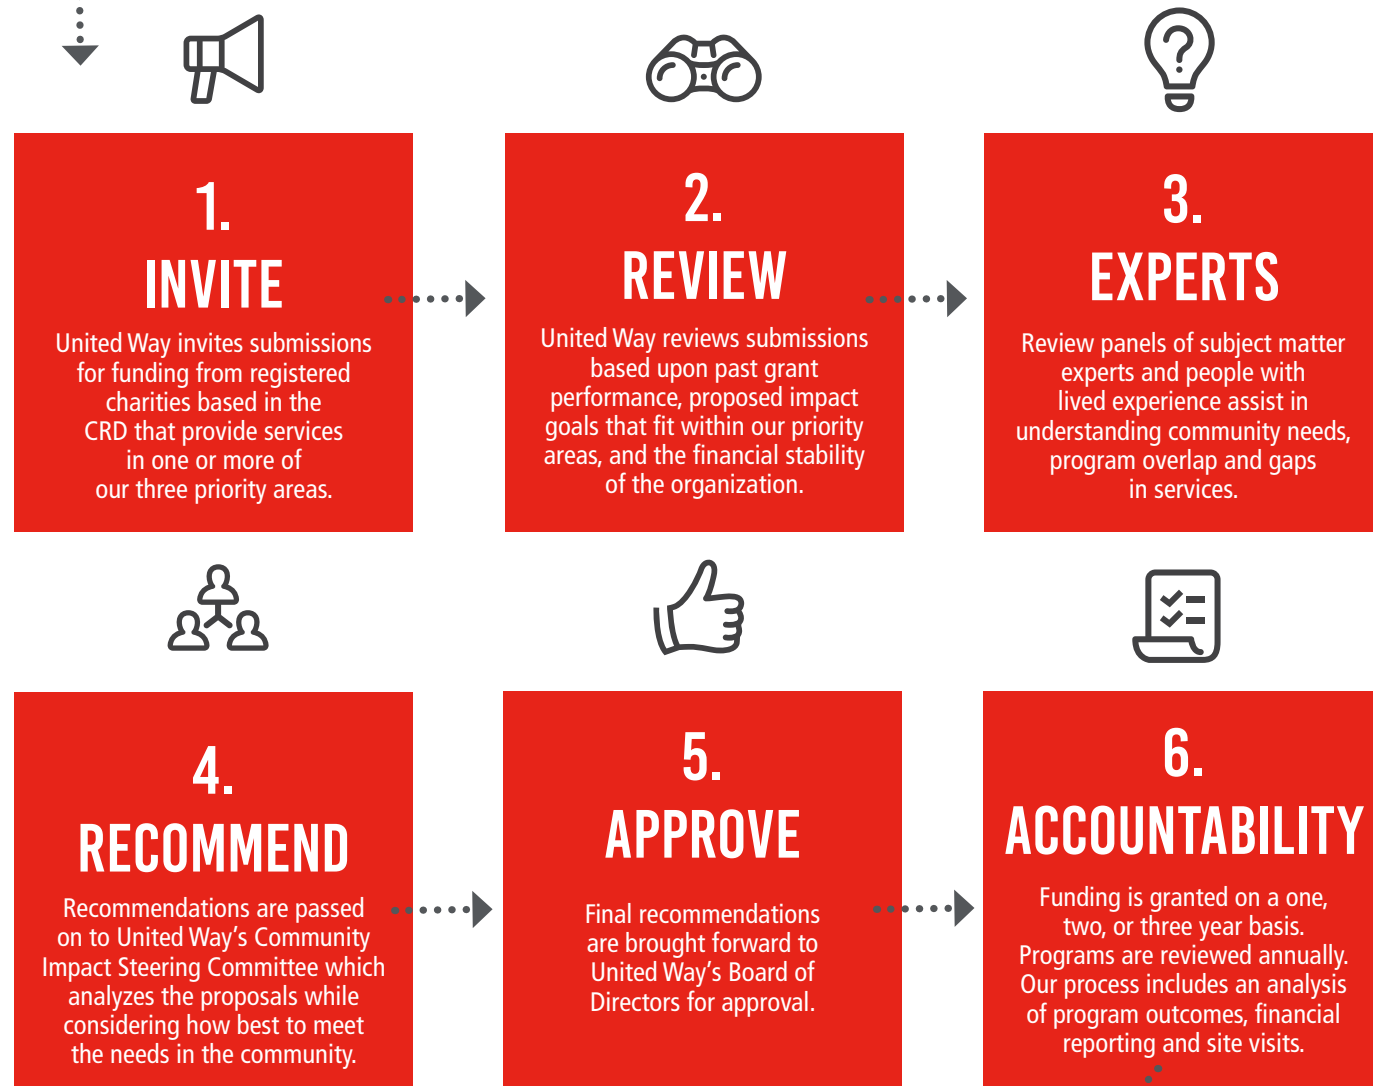 1.
INVITE
United Way invites submissions
for funding from registered
charities based in the
CRD that provide services
in one or more of
our three priority areas.
2.
REVIEW
United Way reviews submissions
based upon past grant
performance, proposed impact
goals that fit within our priority
areas, and the financial stability
of the organization.
3.
EXPERTS
Review panels of subject matter
experts and people with
lived experience assist in
understanding community needs,
program overlap and gaps
in services.
4.
RECOMMEND
Recommendations are passed
on to United Way's Community
Impact Steering Committee which
analyzes the proposals while
considering how best to meet
the needs in the community.
5.
APPROVE
Final recommendations
are brought forward to
United Way's Board of
Directors for approval.
6.
ACCOUNTABILITY
Funding is granted on a one,
two, or three year basis.
Programs are reviewed annually.
Our process includes an analysis
of program outcomes, financial
reporting and site visits.